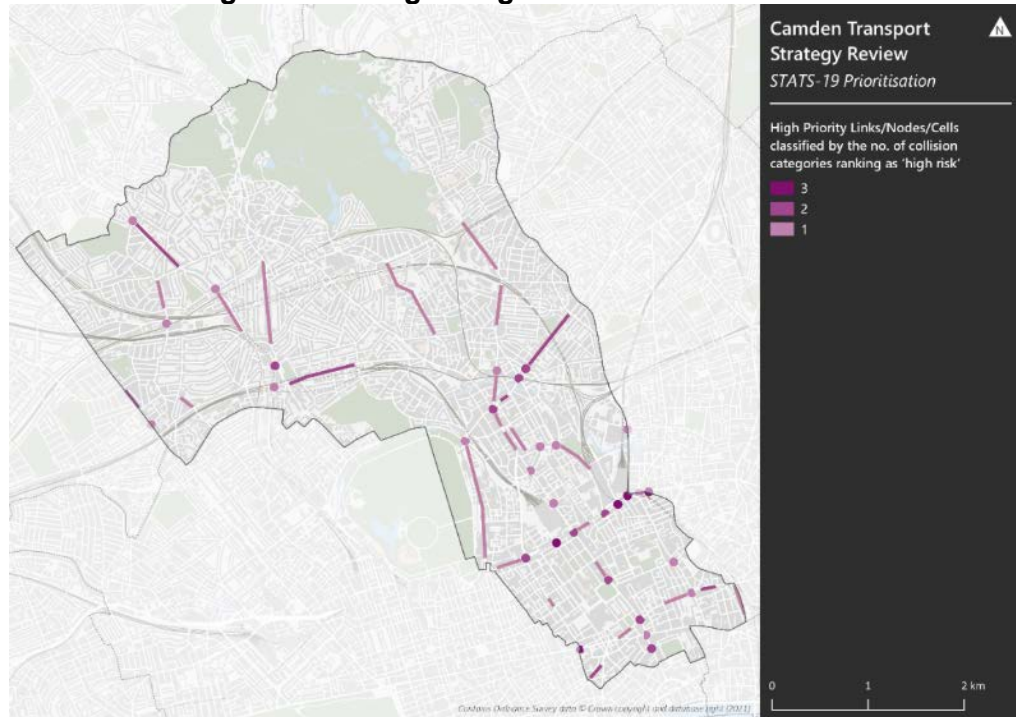 Camden Transport
Strategy Review
STATS-19 Prioritisation
N
High Priority Links/Nodes/Cells
classified by the no. of collision
categories ranking as 'high risk'
3
2
1
0 1 2 km
Contains Ordnance Survey data © Crown copyright and database right (2021)